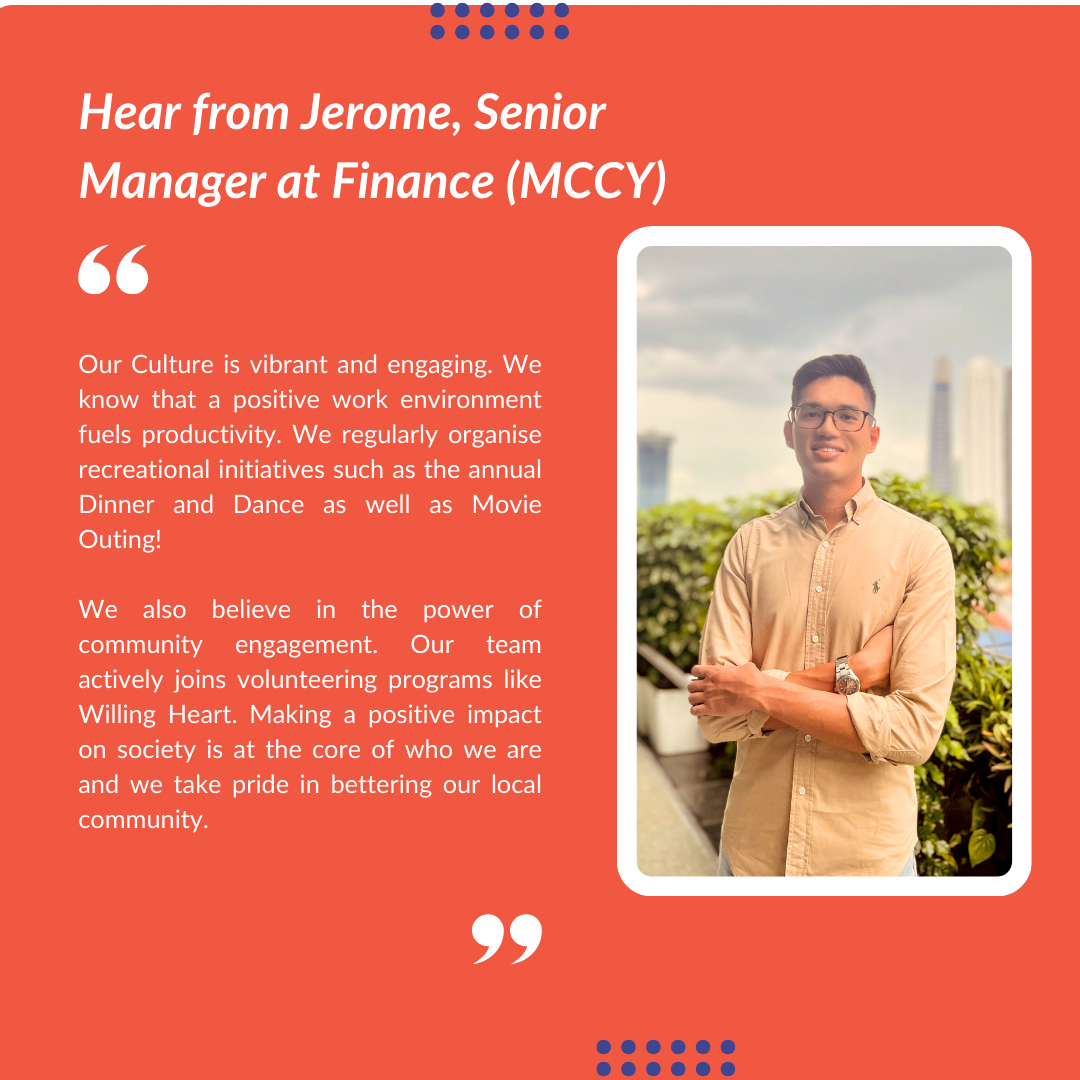 Hear from Jerome, Senior
Manager at Finance (MCCY)
“
Our Culture is vibrant and engaging. We
know that a positive work environment
fuels productivity. We regularly organise
recreational initiatives such as the annual
Dinner and Dance as well as Movie
Outing!
We also believe in the power of
community engagement. Our team
actively joins volunteering programs like
Willing Heart. Making a positive impact
on society is at the core of who we are
and we take pride in bettering our local
community.
”